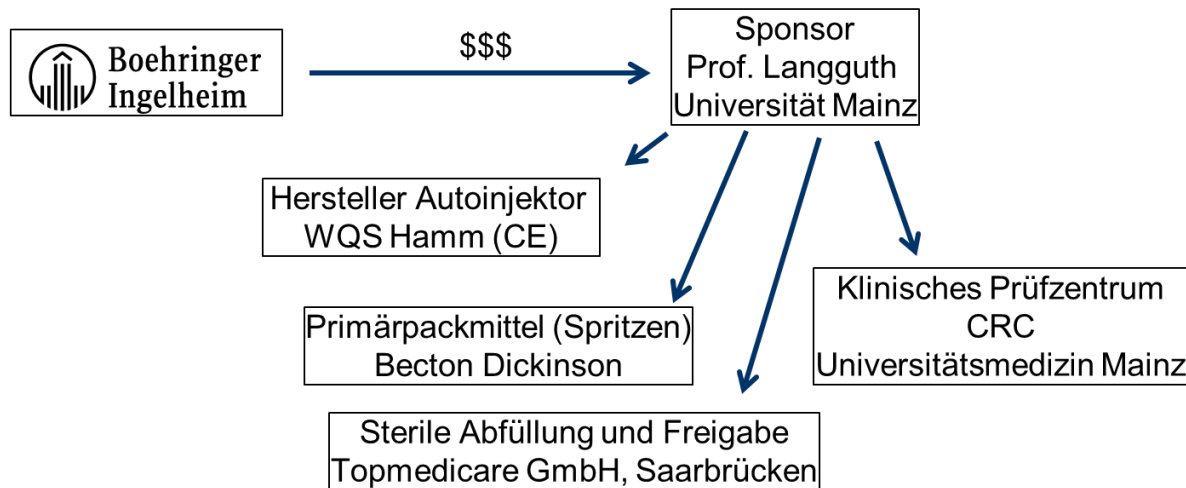 Boehringer
Ingelheim
$$$
Sponsor
Prof. Langguth
Universität Mainz
Hersteller Autoinjektor
WQS Hamm (CE)
Primärpackmittel (Spritzen)
Becton Dickinson
Klinisches Prüfzentrum
CRC
Universitätsmedizin Mainz
Sterile Abfüllung und Freigabe
Topmedicare GmbH, Saarbrücken